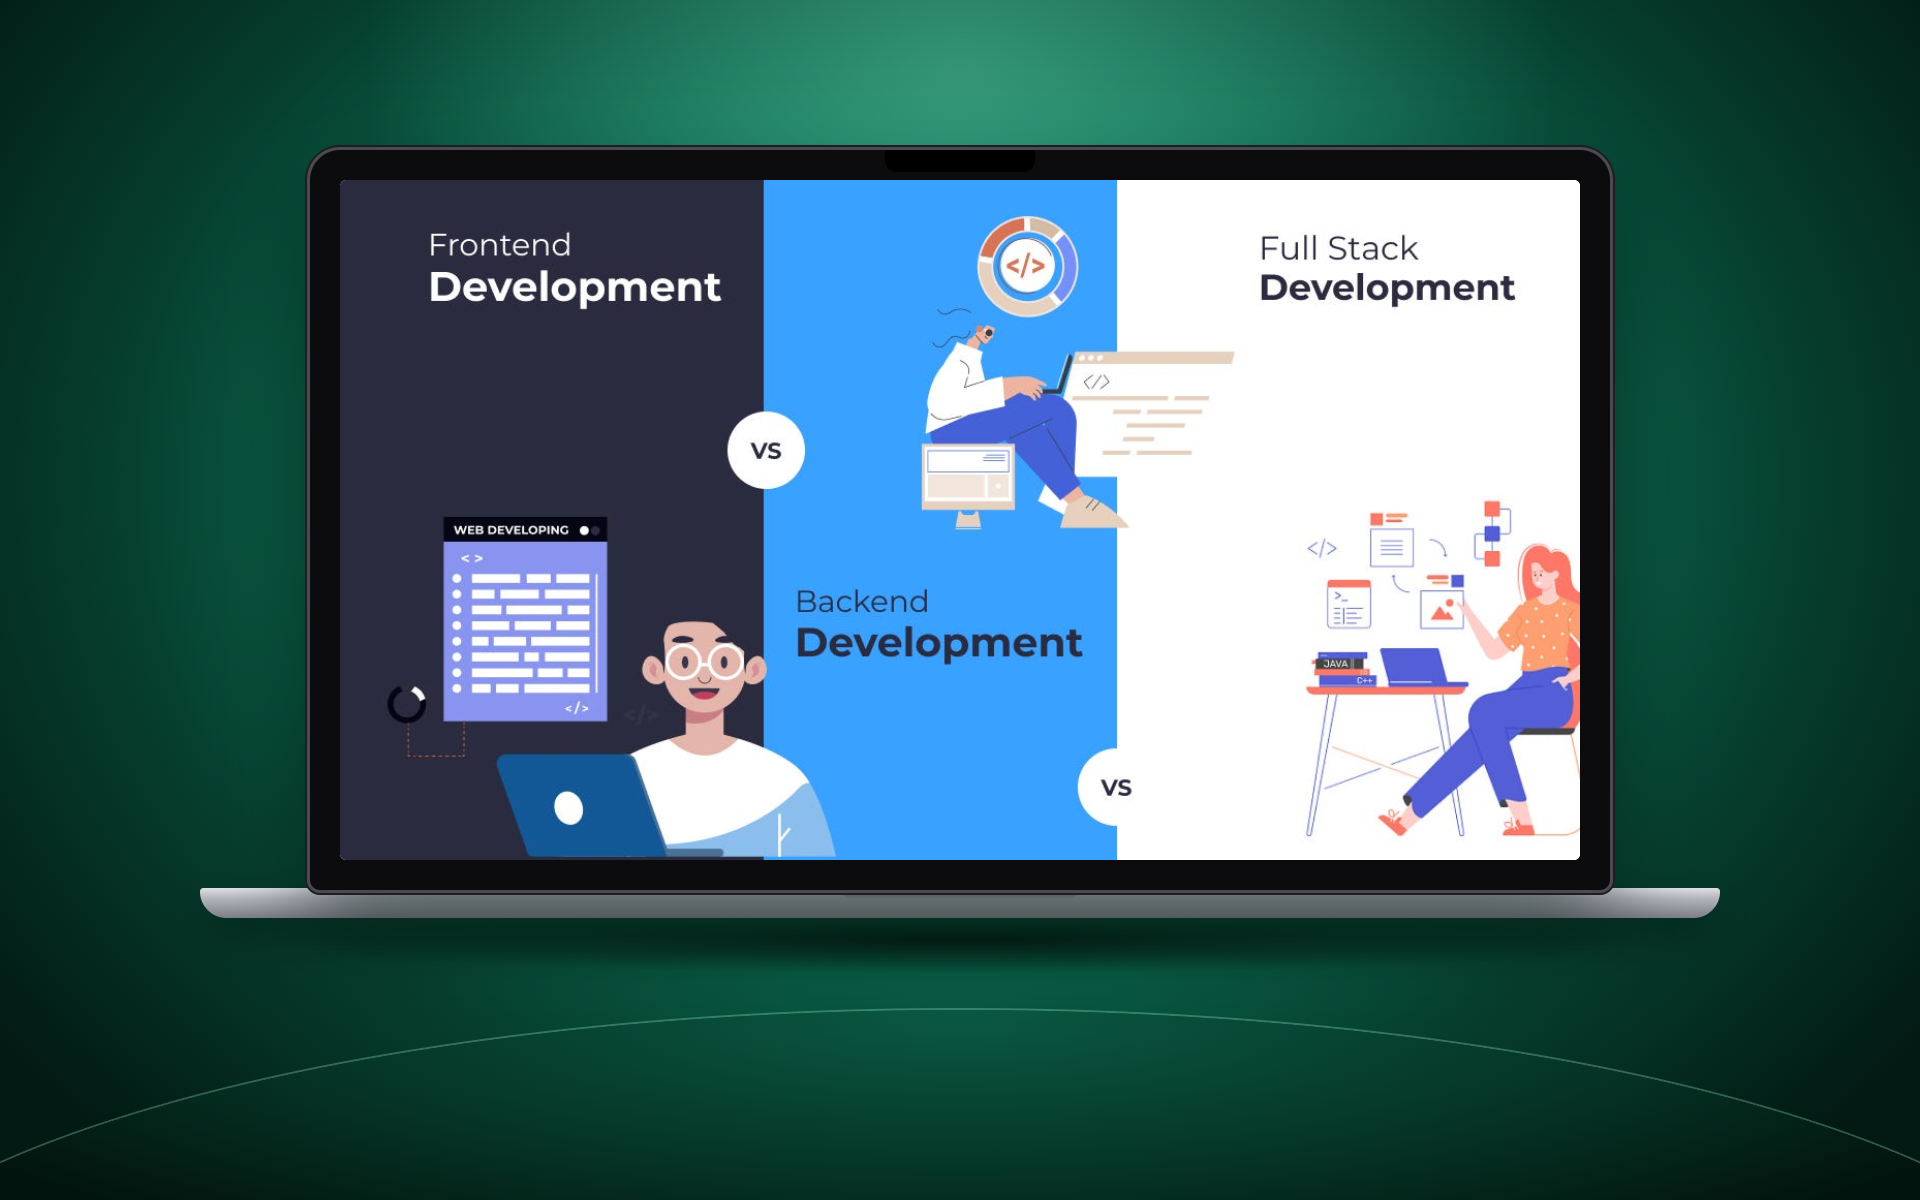 Frontend
Development
VS
WEB DEVELOPING
< >
</>
</>
</>
</>
Backend
Development
VS
Full Stack
Development
</>
>_
JAVA
C++